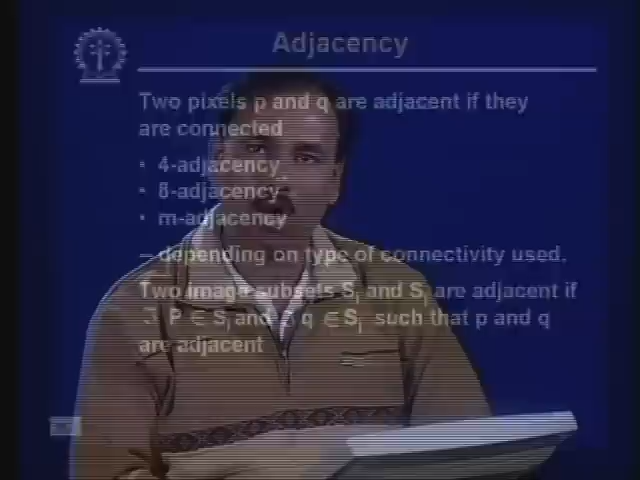 Adjacency
Two pixels p and q are adjacent if they
are connected
• 4-adjacency
• 8-adjacency
• m-adjacency
– depending on type of connectivity used.
Two image subsets Si and Sj are adjacent if
∃ P ∈ Si and ∃ q ∈ Sj such that p and q
are adjacent